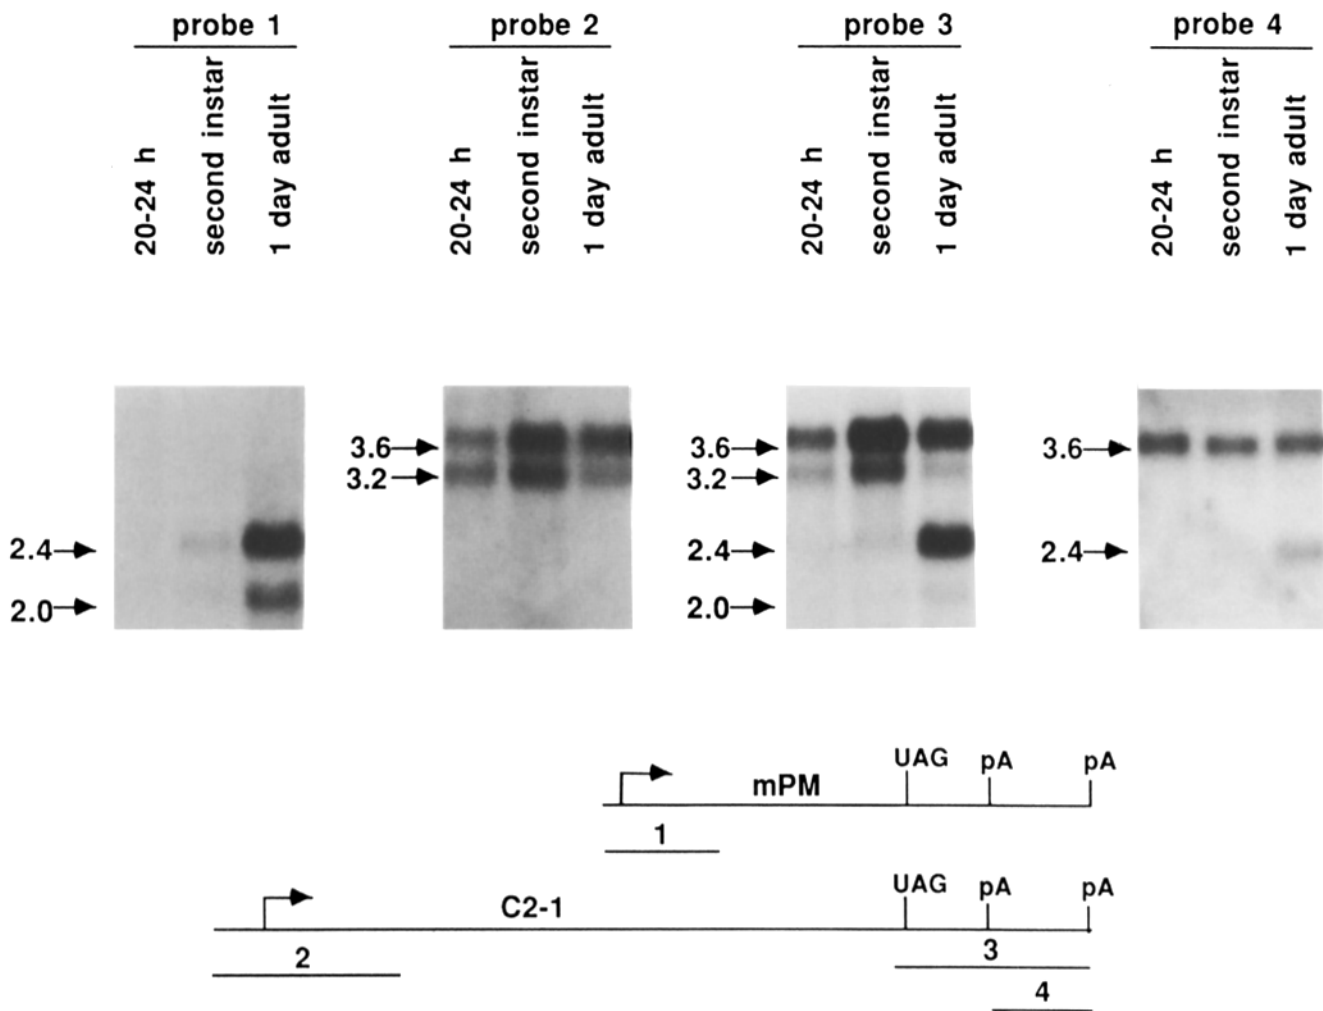 probe 1
probe 2
probe 3
probe 4
20-24 h
second instar
1 day adult
20-24 h
second instar
1 day adult
20-24 h
second instar
1 day adult
20-24 h
second instar
1 day adult
2.4
2.0
3.6
3.2
3.6
3.2
2.4
2.0
3.6
2.4
mPM
UAG
pA
pA
1
C2-1
UAG
pA
pA
2
3
4